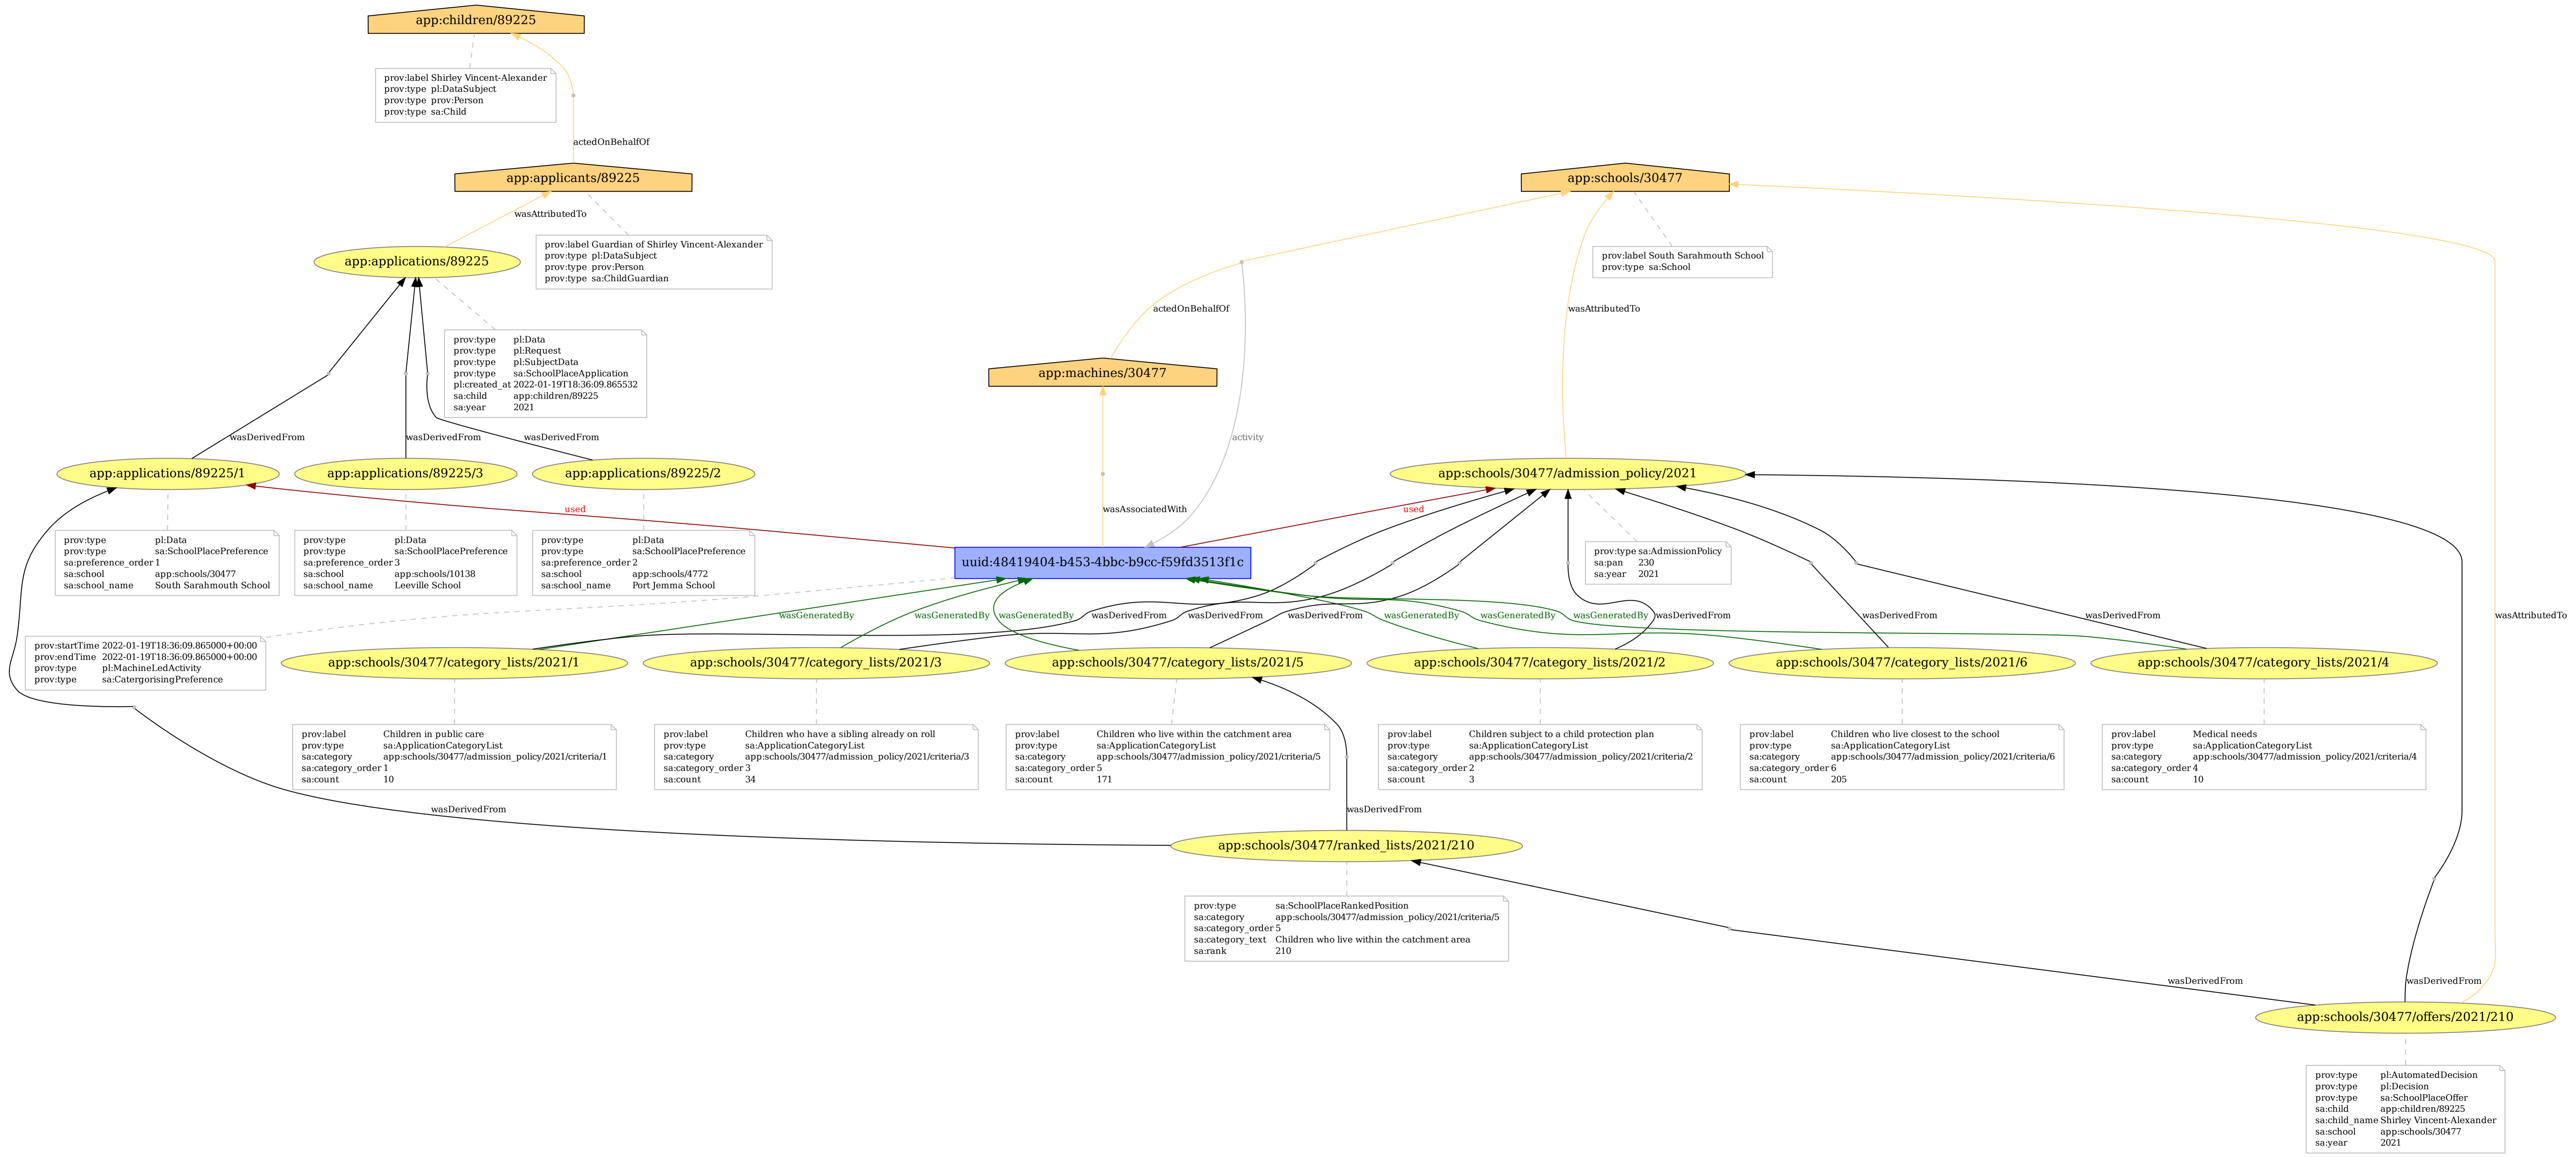 app:children/89225
prov:label Shirley Vincent-Alexander
prov:type pl:DataSubject
prov:type prov:Person
prov:type sa:Child
actedOnBehalfOf
app:applicants/89225
app:schools/30477
wasAttributedTo
prov:label Guardian of Shirley Vincent-Alexander
prov:type pl:DataSubject
prov:type prov:Person
prov:type sa:ChildGuardian
prov:label South Sarahmouth School
prov:type sa:School
app:applications/89225
actedOnBehalfOf
wasAttributedTo
prov:type pl:Data
prov:type pl:Request
prov:type pl:SubjectData
prov:type sa:SchoolPlaceApplication
pl:created_at 2022-01-19T18:36:09.865532
sa:child app:children/89225
sa:year 2021
app:machines/30477
wasDerivedFrom
wasDerivedFrom
wasDerivedFrom
activity
app:applications/89225/1
app:applications/89225/3
app:applications/89225/2
app:schools/30477/admission_policy/2021
used
wasAssociatedWith
used
prov:type pl:Data
prov:type sa:SchoolPlacePreference
sa:preference_order 1
sa:school app:schools/30477
sa:school_name South Sarahmouth School
prov:type pl:Data
prov:type sa:SchoolPlacePreference
sa:preference_order 3
sa:school app:schools/10138
sa:school_name Leeville School
prov:type pl:Data
prov:type sa:SchoolPlacePreference
sa:preference_order 2
sa:school app:schools/4772
sa:school_name Port Jemma School
uuid:48419404-b453-4bbc-b9cc-f59fd3513f1c
prov:type sa:AdmissionPolicy
sa:pan 230
sa:year 2021
wasGeneratedBy
wasGeneratedBy
wasGeneratedBy
wasDerivedFrom
wasDerivedFrom
wasDerivedFrom
wasGeneratedBy
wasGeneratedBy
wasGeneratedBy
wasDerivedFrom
wasDerivedFrom
wasDerivedFrom
wasAttributedTo
prov:startTime 2022-01-19T18:36:09.865000+00:00
prov:endTime 2022-01-19T18:36:09.865000+00:00
prov:type pl:MachineLedActivity
prov:type sa:CatergorisingPreference
app:schools/30477/category_lists/2021/1
app:schools/30477/category_lists/2021/3
app:schools/30477/category_lists/2021/5
app:schools/30477/category_lists/2021/2
app:schools/30477/category_lists/2021/6
app:schools/30477/category_lists/2021/4
prov:label Children in public care
prov:type sa:ApplicationCategoryList
sa:category app:schools/30477/admission_policy/2021/criteria/1
sa:category_order 1
sa:count 10
prov:label Children who have a sibling already on roll
prov:type sa:ApplicationCategoryList
sa:category app:schools/30477/admission_policy/2021/criteria/3
sa:category_order 3
sa:count 34
prov:label Children who live within the catchment area
prov:type sa:ApplicationCategoryList
sa:category app:schools/30477/admission_policy/2021/criteria/5
sa:category_order 5
sa:count 171
prov:label Children subject to a child protection plan
prov:type sa:ApplicationCategoryList
sa:category app:schools/30477/admission_policy/2021/criteria/2
sa:category_order 2
sa:count 3
prov:label Children who live closest to the school
prov:type sa:ApplicationCategoryList
sa:category app:schools/30477/admission_policy/2021/criteria/6
sa:category_order 6
sa:count 205
prov:label Medical needs
prov:type sa:ApplicationCategoryList
sa:category app:schools/30477/admission_policy/2021/criteria/4
sa:category_order 4
sa:count 10
wasDerivedFrom
wasDerivedFrom
app:schools/30477/ranked_lists/2021/210
prov:type sa:SchoolPlaceRankedPosition
sa:category app:schools/30477/admission_policy/2021/criteria/5
sa:category_order 5
sa:category_text Children who live within the catchment area
sa:rank 210
wasDerivedFrom
wasDerivedFrom
app:schools/30477/offers/2021/210
prov:type pl:AutomatedDecision
prov:type pl:Decision
prov:type sa:SchoolPlaceOffer
sa:child app:children/89225
sa:child_name Shirley Vincent-Alexander
sa:school app:schools/30477
sa:year 2021